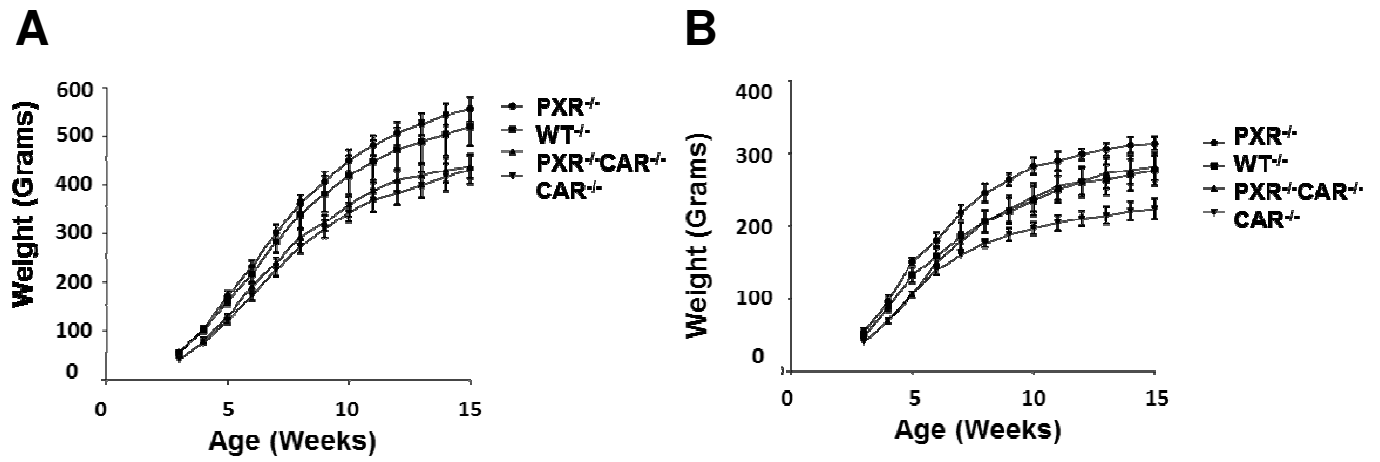 A
Weight (Grams)
600
500
400
300
200
100
0
0 5 10 15
Age (Weeks)
PXR-/-
WT-/-
PXR-/-CAR-/-
CAR-/-
B
Weight (Grams)
400
300
200
100
0
0 5 10 15
Age (Weeks)
PXR-/-
WT-/-
PXR-/-CAR-/-
CAR-/-